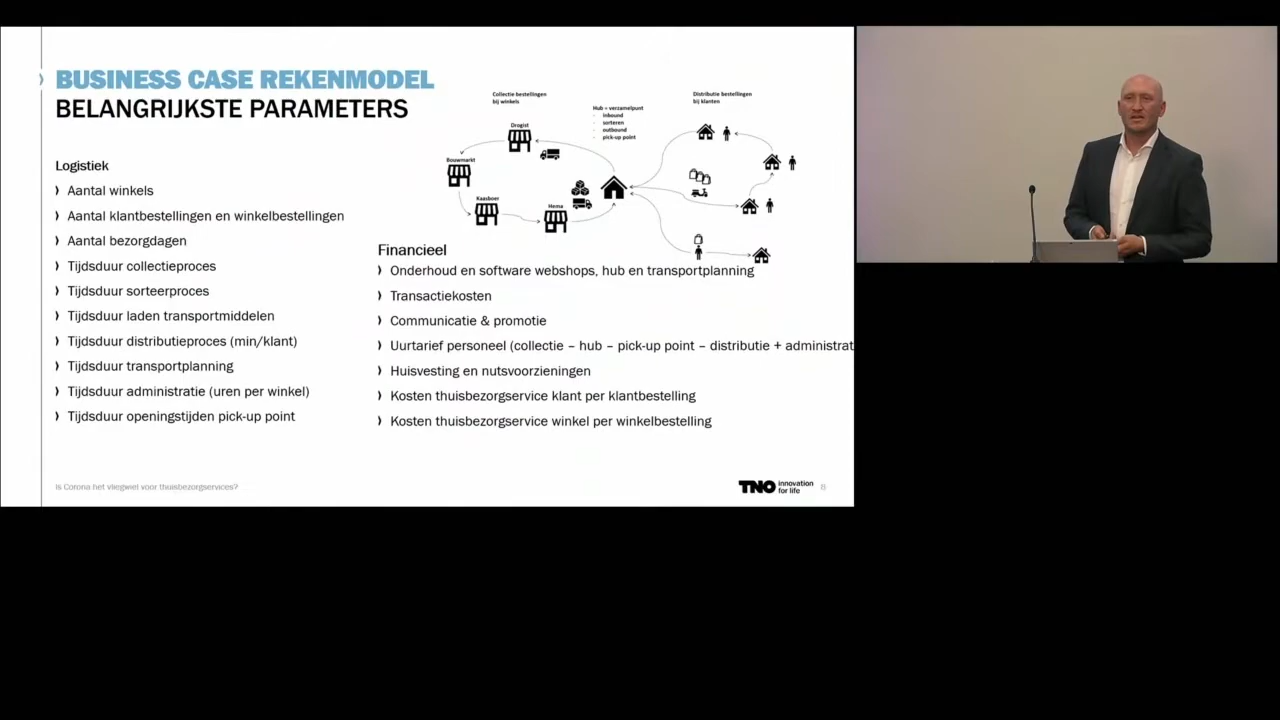 BUSINESS CASE REKENMODEL
BELANGRIJKSTE PARAMETERS
Collectie bestellingen
bij winkels
Hub = verzamelpunt
- inbound
- sorteren
- outbound
- pick-up point
Distributie bestellingen
bij klanten
Drogist
Bouwmarkt
Kaasboer
Hema
Logistiek
Aantal winkels
Aantal klantbestellingen en winkelbestellingen
Aantal bezorgdagen
Tijdsduur collectieproces
Tijdsduur sorteerproces
Tijdsduur laden transportmiddelen
Tijdsduur distributieproces (min/klant)
Tijdsduur transportplanning
Tijdsduur administratie (uren per winkel)
Tijdsduur openingstijden pick-up point
Financieel
Onderhoud en software webshops, hub en transportplanning
Transactiekosten
Communicatie & promotie
Uurtarief personeel (collectie – hub – pick-up point – distributie + administrat
Huisvesting en nutsvoorzieningen
Kosten thuisbezorgservice klant per klantbestelling
Kosten thuisbezorgservice winkel per winkelbestelling
Is Corona het vliegwiel voor thuisbezorgservices?
TNO innovation
for life